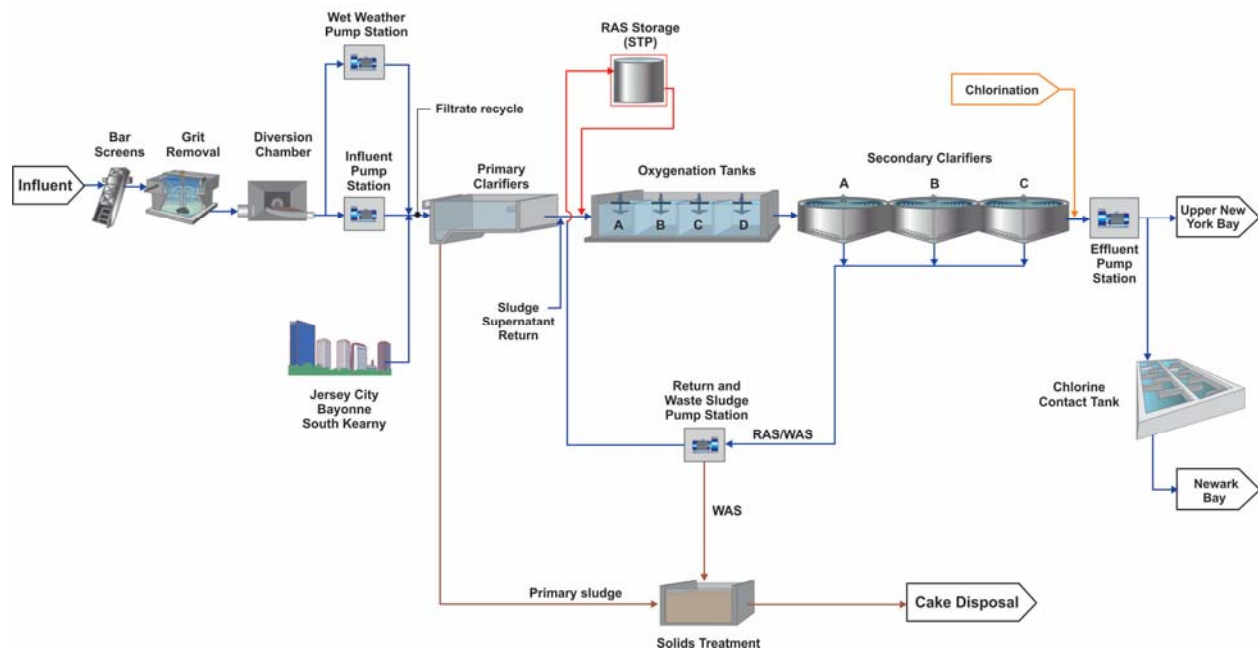 Wet Weather
Pump Station
RAS Storage
(STP)
Chlorination
Filtrate recycle
Bar
Screens
Grit
Removal
Diversion
Chamber
Influent
Pump
Station
Primary
Clarifiers
Oxygenation Tanks
Secondary Clarifiers
Influent
A
B
C
A
B
C
D
Upper New
York Bay
Effluent
Pump
Station
Sludge
Supernatant
Return
Jersey City
Bayonne
South Kearny
Return and
Waste Sludge
Pump Station
RAS/WAS
Chlorine
Contact Tank
Newark
Bay
WAS
Primary sludge
Cake Disposal
Solids Treatment